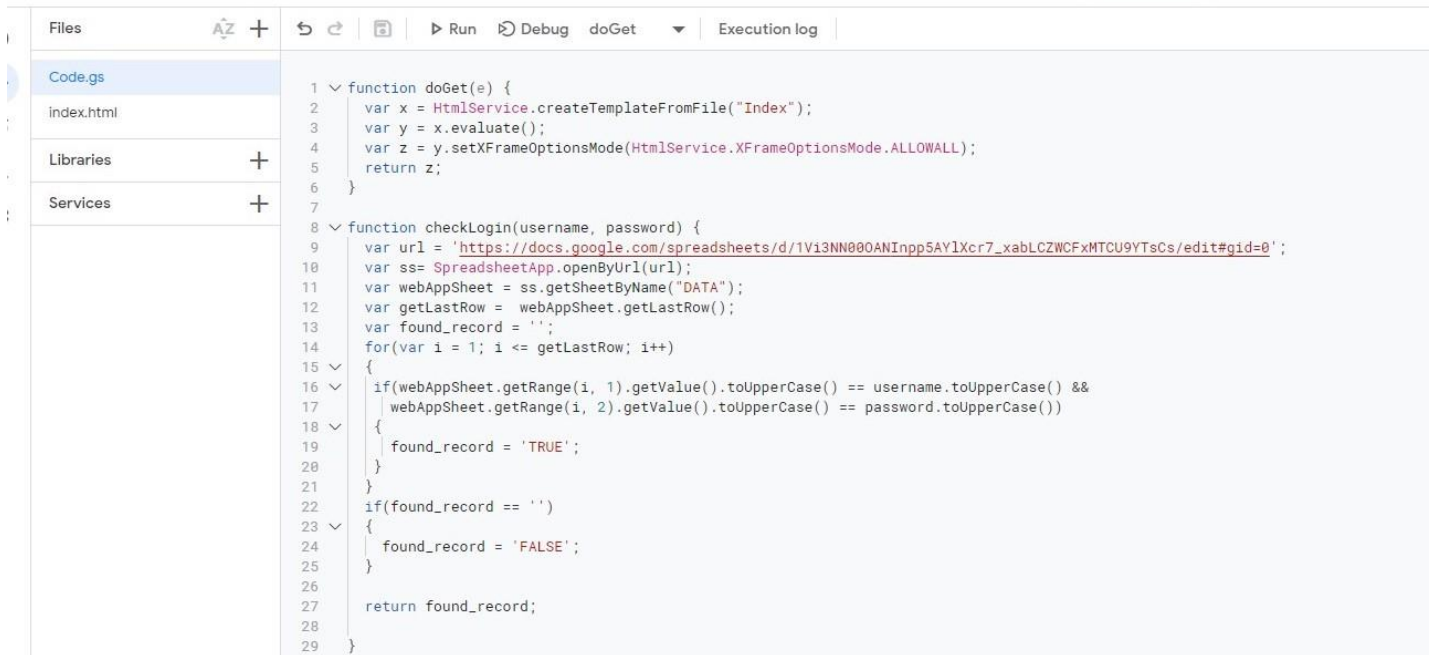 Files AZ + Run Debug doGet Execution log
Code.gs
index.html
Libraries +
Services +
1 function doGet(e) {
2 var x = HtmlService.createTemplateFromFile("Index");
3 var y = x.evaluate();
4 var z = y.setXFrameOptionsMode(HtmlService.XFrameOptionsMode.ALLOWALL);
5 return z;
6 }
7
8 function checkLogin(username, password) {
9 var url = 'https://docs.google.com/spreadsheets/d/1Vi3NN00OANInpp5AYlXcr7_xabLCZWCFxMTCU9YTsCs/edit#gid=0';
10 var ss= SpreadsheetApp.openByUrl(url);
11 var webAppSheet = ss.getSheetByName("DATA");
12 var getLastRow =  webAppSheet.getLastRow();
13 var found_record = '';
14 for(var i = 1; i <= getLastRow; i++)
15 {
16 if(webAppSheet.getRange(i, 1).getValue().toUpperCase() == username.toUpperCase() &&
17 webAppSheet.getRange(i, 2).getValue().toUpperCase() == password.toUpperCase())
18 {
19 found_record = 'TRUE';
20 }
21 }
22 if(found_record == '')
23 {
24 found_record = 'FALSE';
25 }
26
27 return found_record;
28
29 }